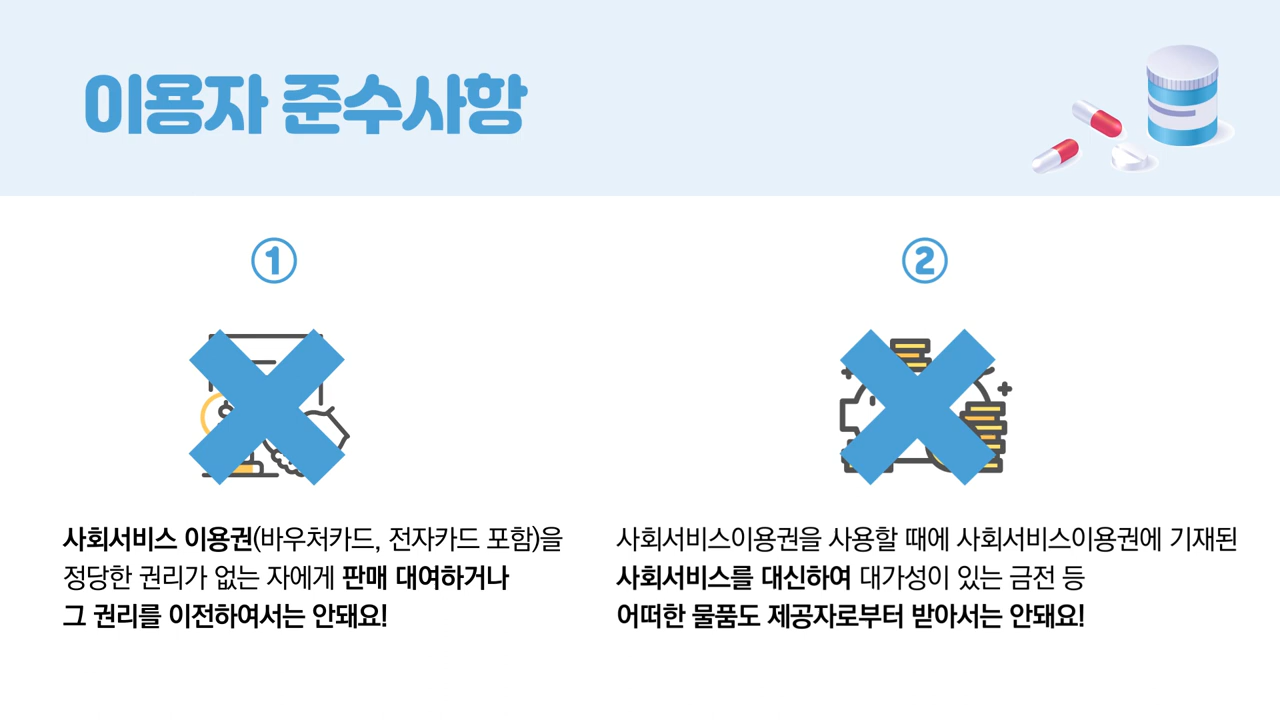 이용자 준수사항
①
사회서비스 이용권(바우처카드, 전자카드 포함)을
정당한 권리가 없는 자에게 판매 대여하거나
그 권리를 이전하여서는 안돼요!
②
사회서비스이용권을 사용할 때에 사회서비스이용권에 기재된
사회서비스를 대신하여 대가성이 있는 금전 등
어떠한 물품도 제공자로부터 받아서는 안돼요!